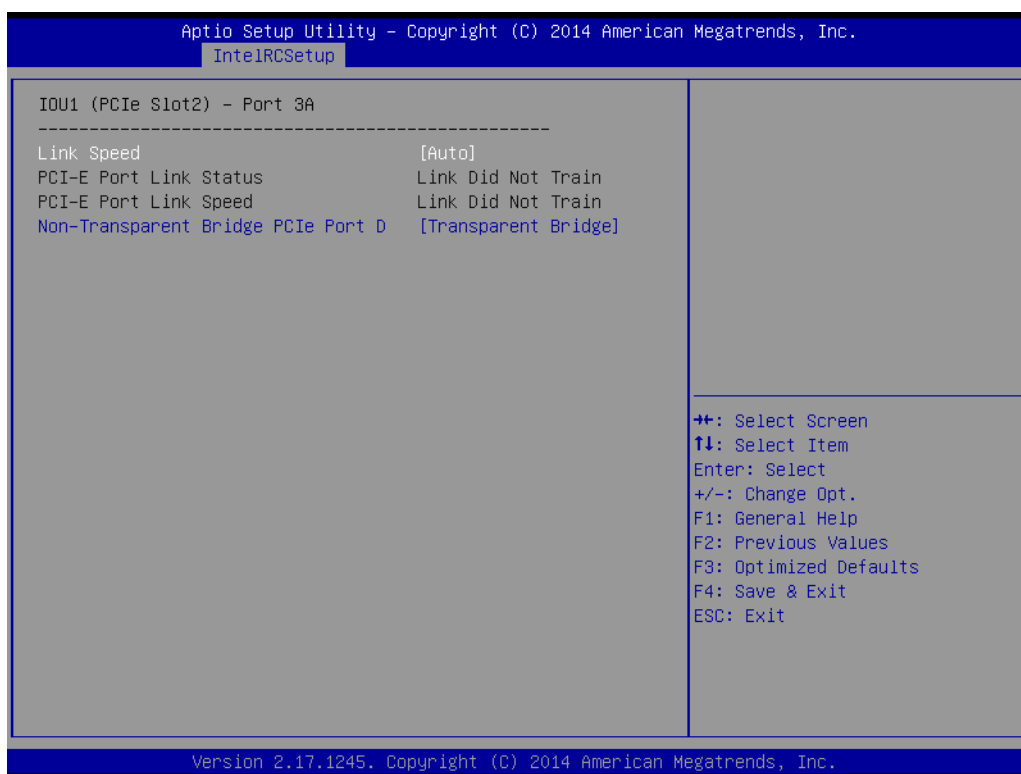 Aptio Setup Utility – Copyright (C) 2014 American Megatrends, Inc.
IntelRCSetup
IOU1 (PCIe Slot2) – Port 3A
--------------------------------------------------
Link Speed [Auto]
PCI-E Port Link Status Link Did Not Train
PCI-E Port Link Speed Link Did Not Train
Non-Transparent Bridge PCIe Port D [Transparent Bridge]
→←: Select Screen
↑↓: Select Item
Enter: Select
+/-: Change Opt.
F1: General Help
F2: Previous Values
F3: Optimized Defaults
F4: Save & Exit
ESC: Exit
Version 2.17.1245. Copyright (C) 2014 American Megatrends, Inc.